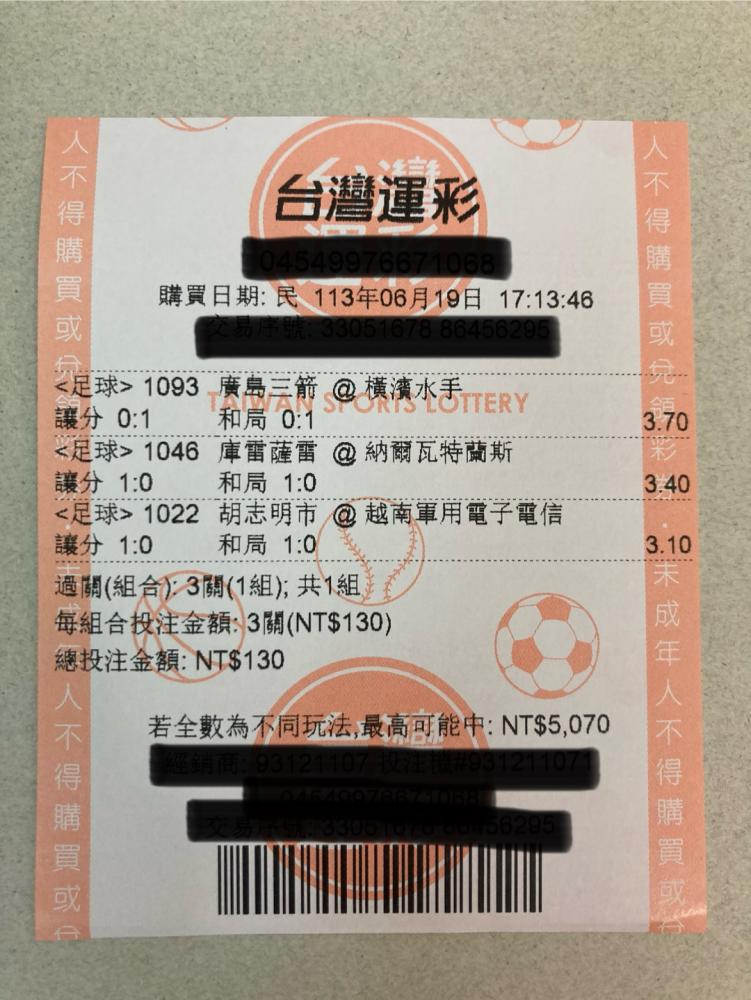 台灣運彩
購買日期: 民 113年06月19日 17:13:46
<足球> 1093 廣島三箭 @ 橫濱水手
TAIWAN SPORTS LOTTERY
讓分 0:1 和局 0:1 3.70
<足球> 1046 庫雷薩雷 @ 納爾瓦特蘭斯
讓分 1:0 和局 1:0 3.40
<足球> 1022 胡志明市 @ 越南軍用電子電信
讓分 1:0 和局 1:0 3.10
過關(組合): 3關(1組); 共1組
每組合投注金額: 3關(NT$130)
總投注金額: NT$130
若全數為不同玩法,最高可能中: NT$5,070
人不得購買或兌領彩券．未成年人不得購買或
人不得購買或兌領彩券．未成年人不得購買或